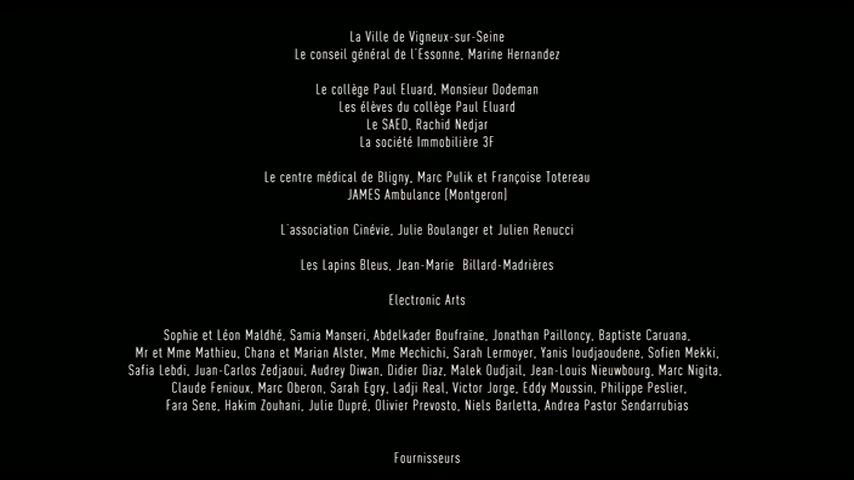 La Ville de Vigneux-sur-Seine
Le conseil général de l'Essonne, Marine Hernandez
Le collège Paul Eluard, Monsieur Dodeman
Les élèves du collège Paul Eluard
Le SAED, Rachid Nedjar
La société Immobilière 3F
Le centre médical de Bligny, Marc Pulik et Françoise Totereau
JAMES Ambulance (Montgeron)
L'association Cinévie, Julie Boulanger et Julien Renucci
Les Lapins Bleus, Jean-Marie Billard-Madrières
Electronic Arts
Sophie et Léon Maldhé, Samia Manseri, Abdelkader Boufraïne, Jonathan Pailloncy, Baptiste Caruana,
Mr et Mme Mathieu, Chana et Marian Alster, Mme Mechichi, Sarah Lermoyer, Yanis Ioudjaoudene, Sofien Mekki,
Safia Lebdi, Juan-Carlos Zedjaoui, Audrey Diwan, Didier Diaz, Malek Oudjail, Jean-Louis Nieuwbourg, Marc Nigita,
Claude Fenioux, Marc Oberon, Sarah Egry, Ladji Real, Victor Jorge, Eddy Moussin, Philippe Peslier,
Fara Sene, Hakim Zouhani, Julie Dupré, Olivier Prevosto, Niels Barletta, Andrea Pastor Sendarrubias
Fournisseurs